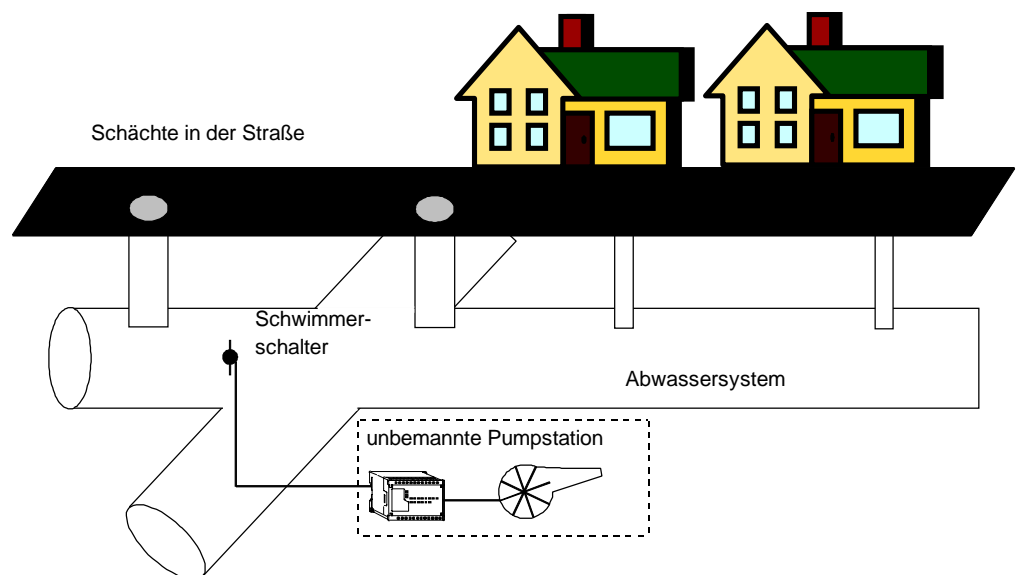 Schächte in der Straße
Schwimmer-
schalter
Abwassersystem
unbemannte Pumpstation